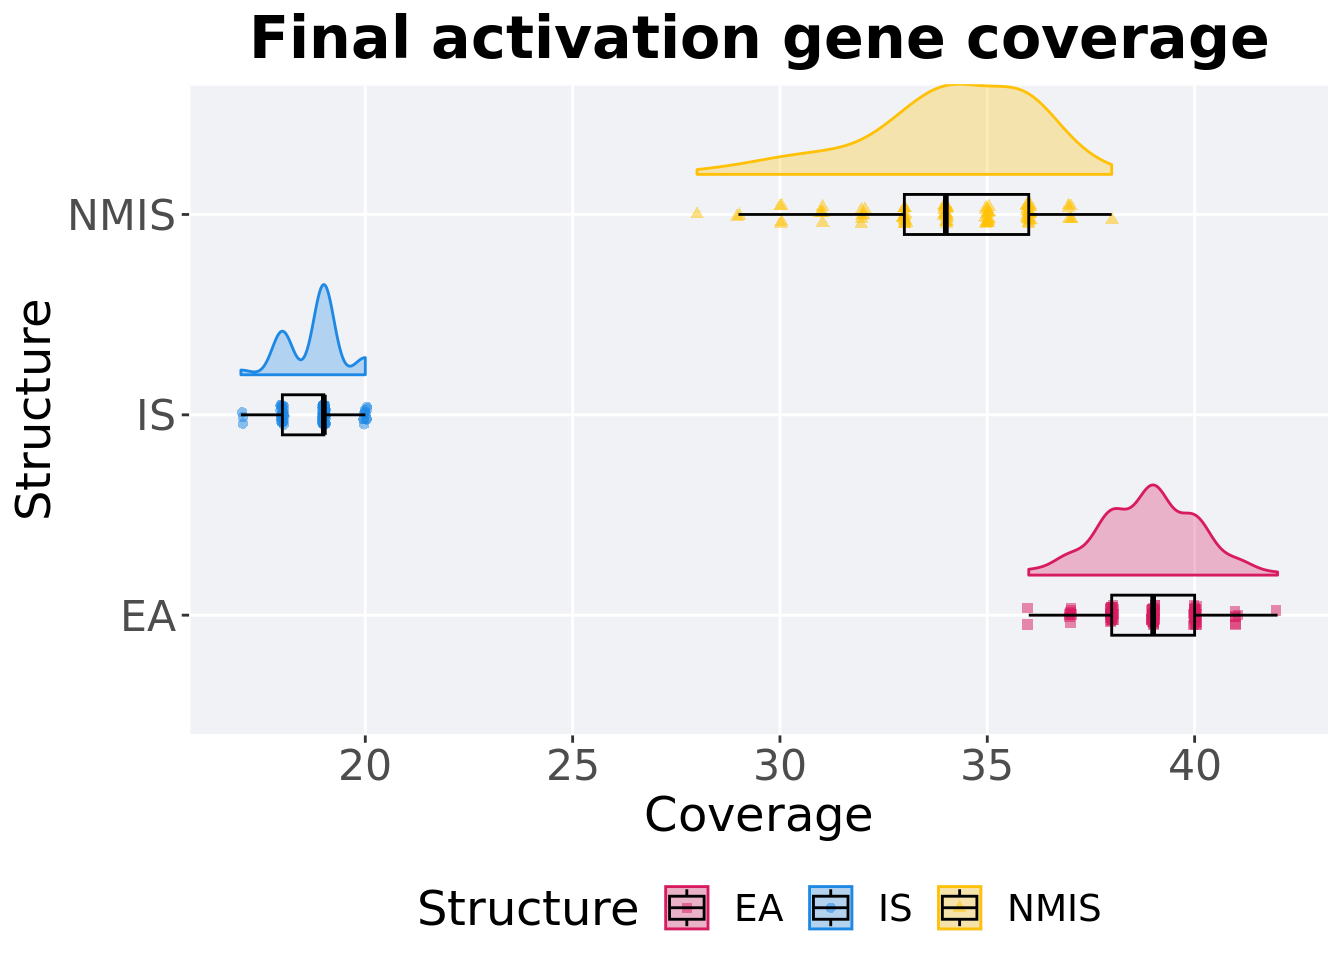 Final activation gene coverage
Structure
NMIS
IS
EA
20 25 30 35 40
Coverage
Structure EA IS NMIS